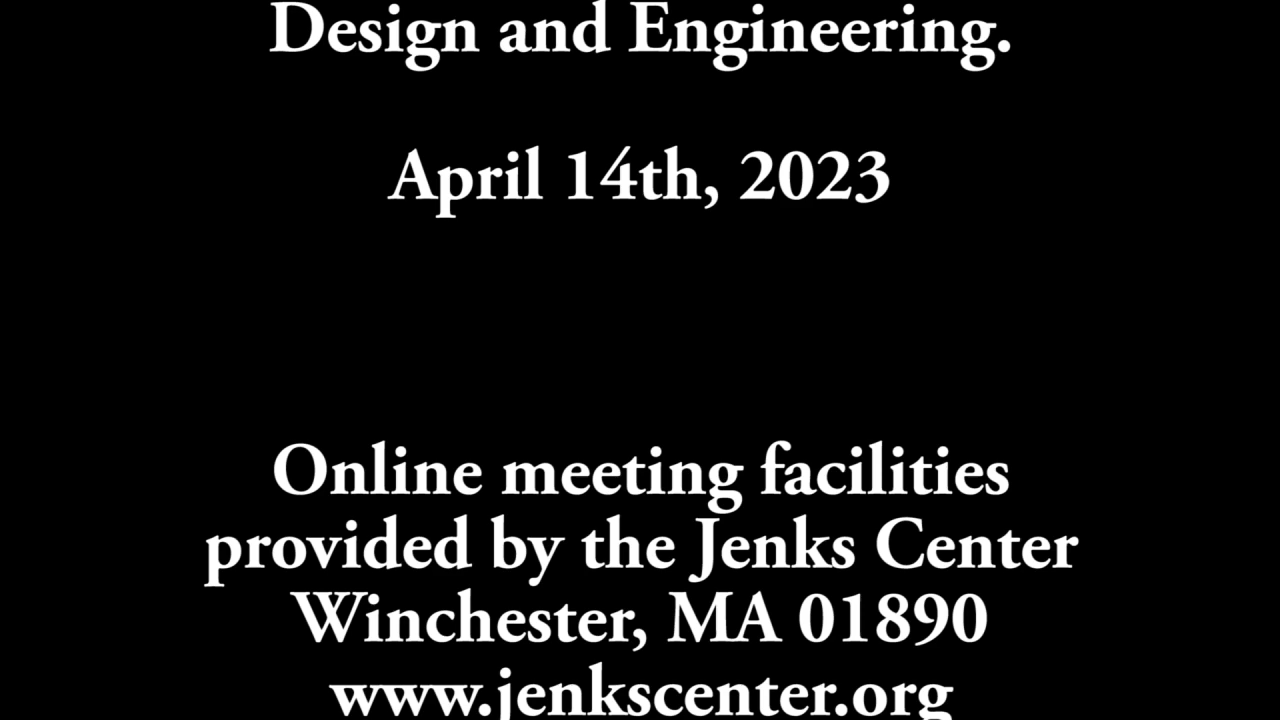 Design and Engineering.
April 14th, 2023
Online meeting facilities
provided by the Jenks Center
Winchester, MA 01890
www.jenkscenter.org